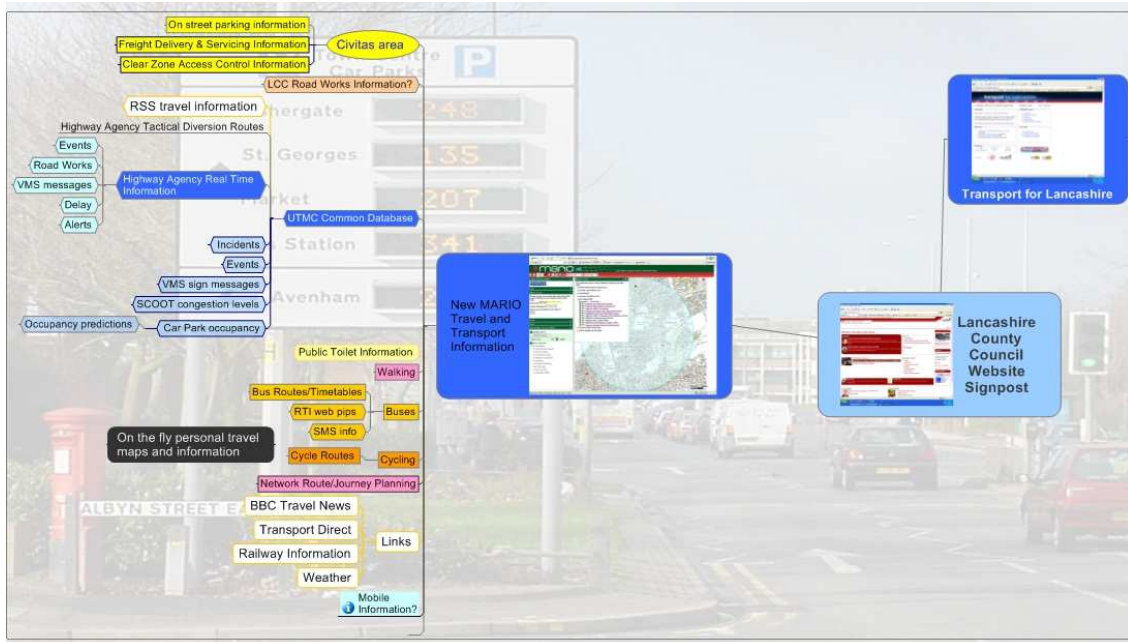 On street parking information
Freight Delivery & Servicing Information
Clear Zone Access Control Information
Civitas area
LCC Road Works Information?
RSS travel information
Highway Agency Tactical Diversion Routes
Events
Road Works
VMS messages
Delay
Alerts
Highway Agency Real Time
Information
UTMC Common Database
Incidents
Events
VMS sign messages
SCOOT congestion levels
Car Park occupancy
Occupancy predictions
Public Toilet Information
Walking
Bus Routes/Timetables
RTI web pips
SMS info
Buses
On the fly personal travel
maps and information
Cycle Routes
Cycling
Network Route/Journey Planning
BBC Travel News
Transport Direct
Railway Information
Weather
Links
Mobile
Information?
New MARIO
Travel and
Transport
Information
mario
Transport for Lancashire
Lancashire
County
Council
Website
Signpost
P
Car Parks
248
St. Georges
135
Market
207
Station
341
Avenham
ALBYN STREET E